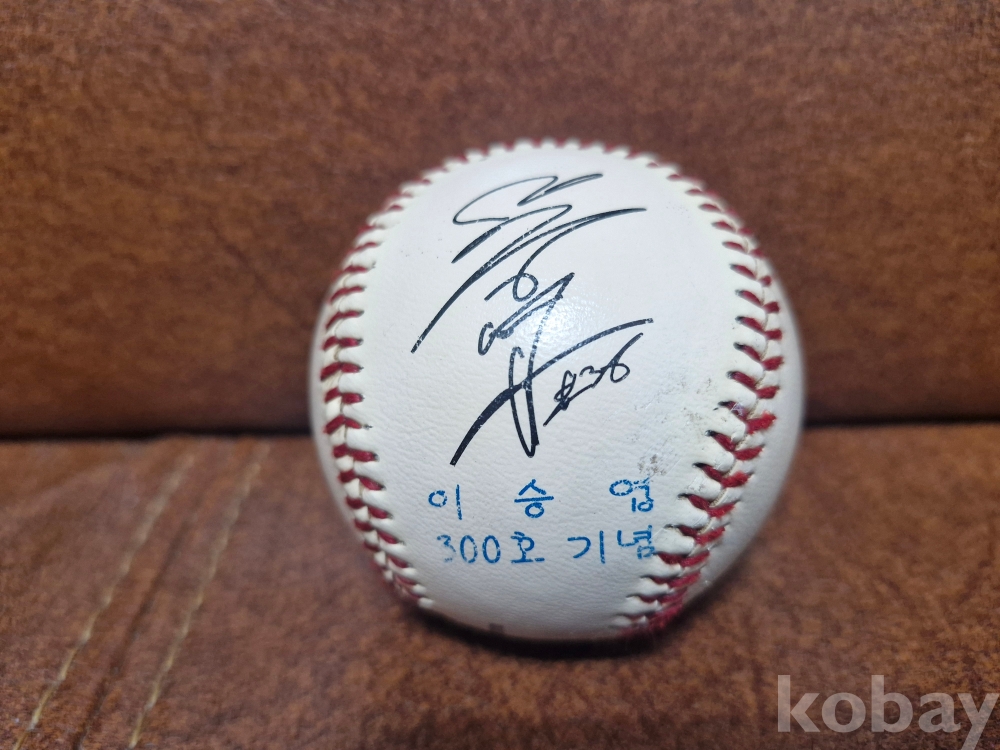 #36
이 승 엽
300호 기념
kobay